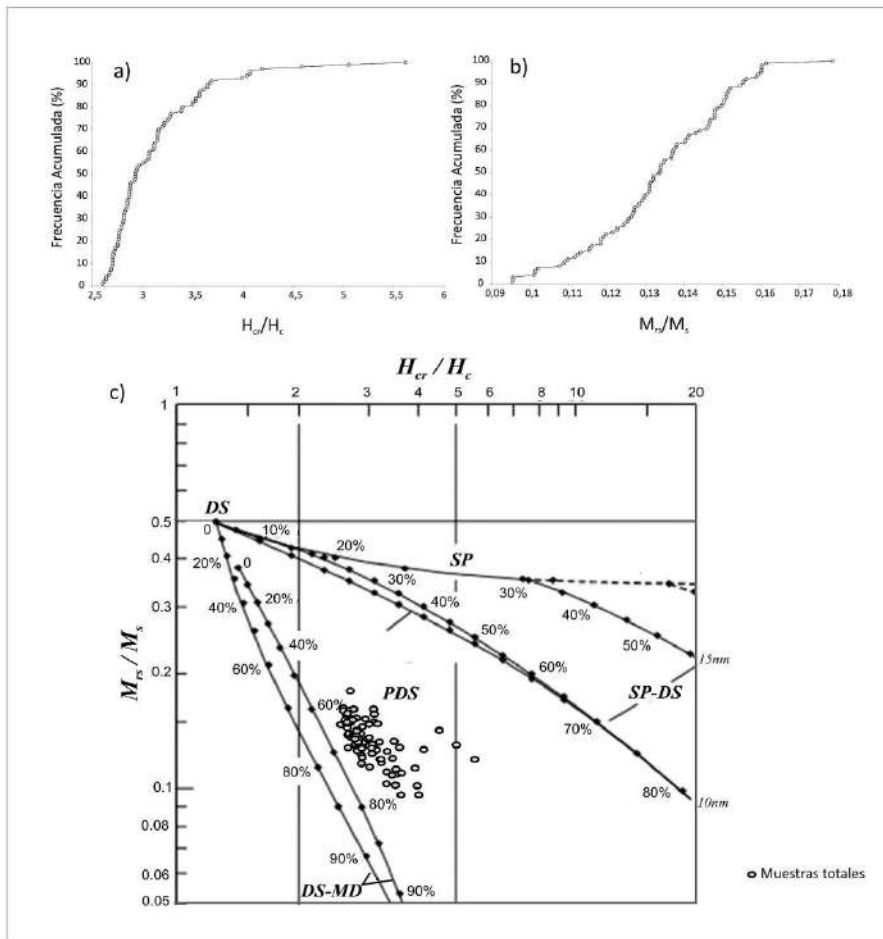 a)
Frecuencia Acumulada (%)
100
90
80
70
60
50
40
30
20
10
0
2,5 3 3,5 4 4,5 5 5,5 6
Hcr/Hc
b)
Frecuencia Acumulada (%)
100
90
80
70
60
50
40
30
20
10
0
0,09 0,1 0,11 0,12 0,13 0,14 0,15 0,16 0,17 0,18
Mrs/Ms
c)
Hcr / Hc
1 2 3 4 5 6 8 10 20
Mrs / Ms
1
0.5
0.4
0.3
0.2
0.1
0.08
0.06
0.05
DS
0 10% 20% SP
20% 0 30% 30%
40% 20% 40% 40%
40% 50% 50% 15nm
60% 60% PDS 60% SP-DS
70%
80% 80% 80% 10nm
90% 90%
DS-MD
Muestras totales